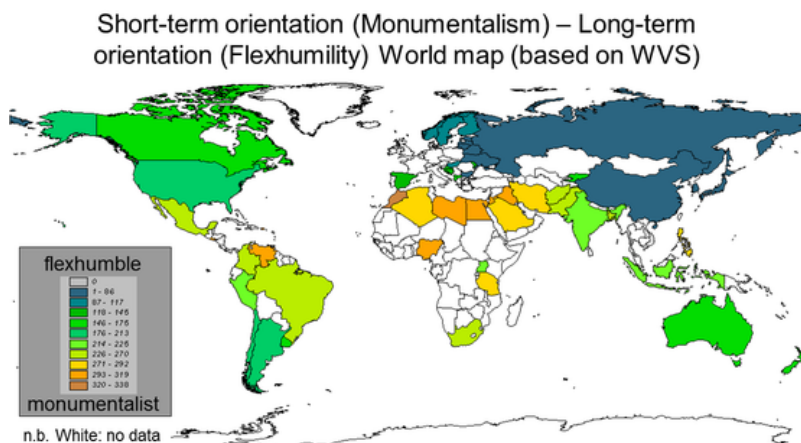 Short-term orientation (Monumentalism) – Long-term
orientation (Flexhumility) World map (based on WVS)
flexhumble
0
1 - 86
87 - 117
118 - 145
146 - 175
176 - 213
214 - 225
226 - 270
271 - 292
293 - 319
320 - 338
monumentalist
n.b. White: no data